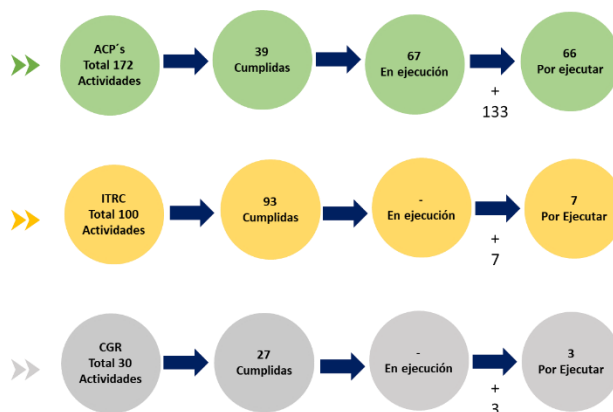 ACP´s
Total 172
Actividades
39
Cumplidas
67
En ejecución
66
Por ejecutar
+
133
ITRC
Total 100
Actividades
93
Cumplidas
-
En ejecución
7
Por Ejecutar
+
7
CGR
Total 30
Actividades
27
Cumplidas
-
En ejecución
3
Por Ejecutar
+
3